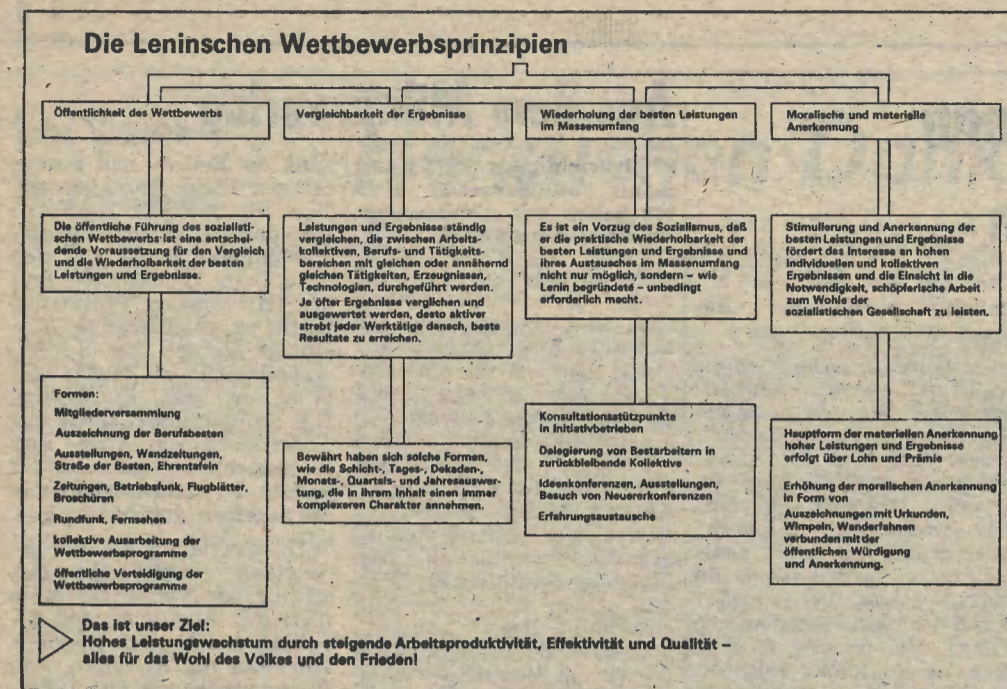 Die Leninschen Wettbewerbsprinzipien
Öffentlichkeit des Wettbewerbs
Die öffentliche Führung des sozialisti-
schen Wettbewerbs ist eine entschei-
dende Voraussetzung für den Vergleich
und die Wiederholbarkeit der besten
Leistungen und Ergebnisse.
Formen:
Mitgliederversammlung
Auszeichnung der Berufsbesten
Ausstellungen, Wandzeitungen,
Straße der Besten, Ehrentafeln
Zeitungen, Betriebsfunk, Flugblätter,
Broschüren
Rundfunk, Fernsehen
kollektive Ausarbeitung der
Wettbewerbsprogramme
öffentliche Verteidigung der
Wettbewerbsprogramme
Vergleichbarkeit der Ergebnisse
Leistungen und Ergebnisse ständig
vergleichen, die zwischen Arbeits-
kollektiven, Berufs- und Tätigkeits-
bereichen mit gleichen oder annähernd
gleichen Tätigkeiten, Erzeugnissen,
Technologien, durchgeführt werden.
Je öfter Ergebnisse verglichen und
ausgewertet werden, desto aktiver
strebt jeder Werktätige danach, beste
Resultate zu erreichen.
Bewährt haben sich solche Formen,
wie die Schicht-, Tages-, Dekaden-,
Monats-, Quartals- und Jahresauswer-
tung, die in ihrem Inhalt einen immer
komplexeren Charakter annehmen.
Wiederholung der besten Leistungen
im Massenumfang
Es ist ein Vorzug des Sozialismus, daß
er die praktische Wiederholbarkeit der
besten Leistungen und Ergebnisse und
ihres Austausches im Massenumfang
nicht nur möglich, sondern – wie
Lenin begründete – unbedingt
erforderlich macht.
Konsultationsstützpunkte
in Initiativbetrieben
Delegierung von Bestarbeitern in
zurückbleibende Kollektive
Ideenkonferenzen, Ausstellungen,
Besuch von Neuererkonferenzen
Erfahrungsaustausche
Moralische und materielle
Anerkennung
Stimulierung und Anerkennung der
besten Leistungen und Ergebnisse
fördert das Interesse an hohen
individuellen und kollektiven
Ergebnissen und die Einsicht in die
Notwendigkeit, schöpferische Arbeit
zum Wohle der
sozialistischen Gesellschaft zu leisten.
Hauptform der materiellen Anerkennung
hoher Leistungen und Ergebnisse
erfolgt über Lohn und Prämie
Erhöhung der moralischen Anerkennung
in Form von
Auszeichnungen mit Urkunden,
Wimpeln, Wanderfahnen
verbunden mit der
öffentlichen Würdigung
und Anerkennung.
Das ist unser Ziel:
Hohes Leistungswachstum durch steigende Arbeitsproduktivität, Effektivität und Qualität –
alles für das Wohl des Volkes und den Frieden!